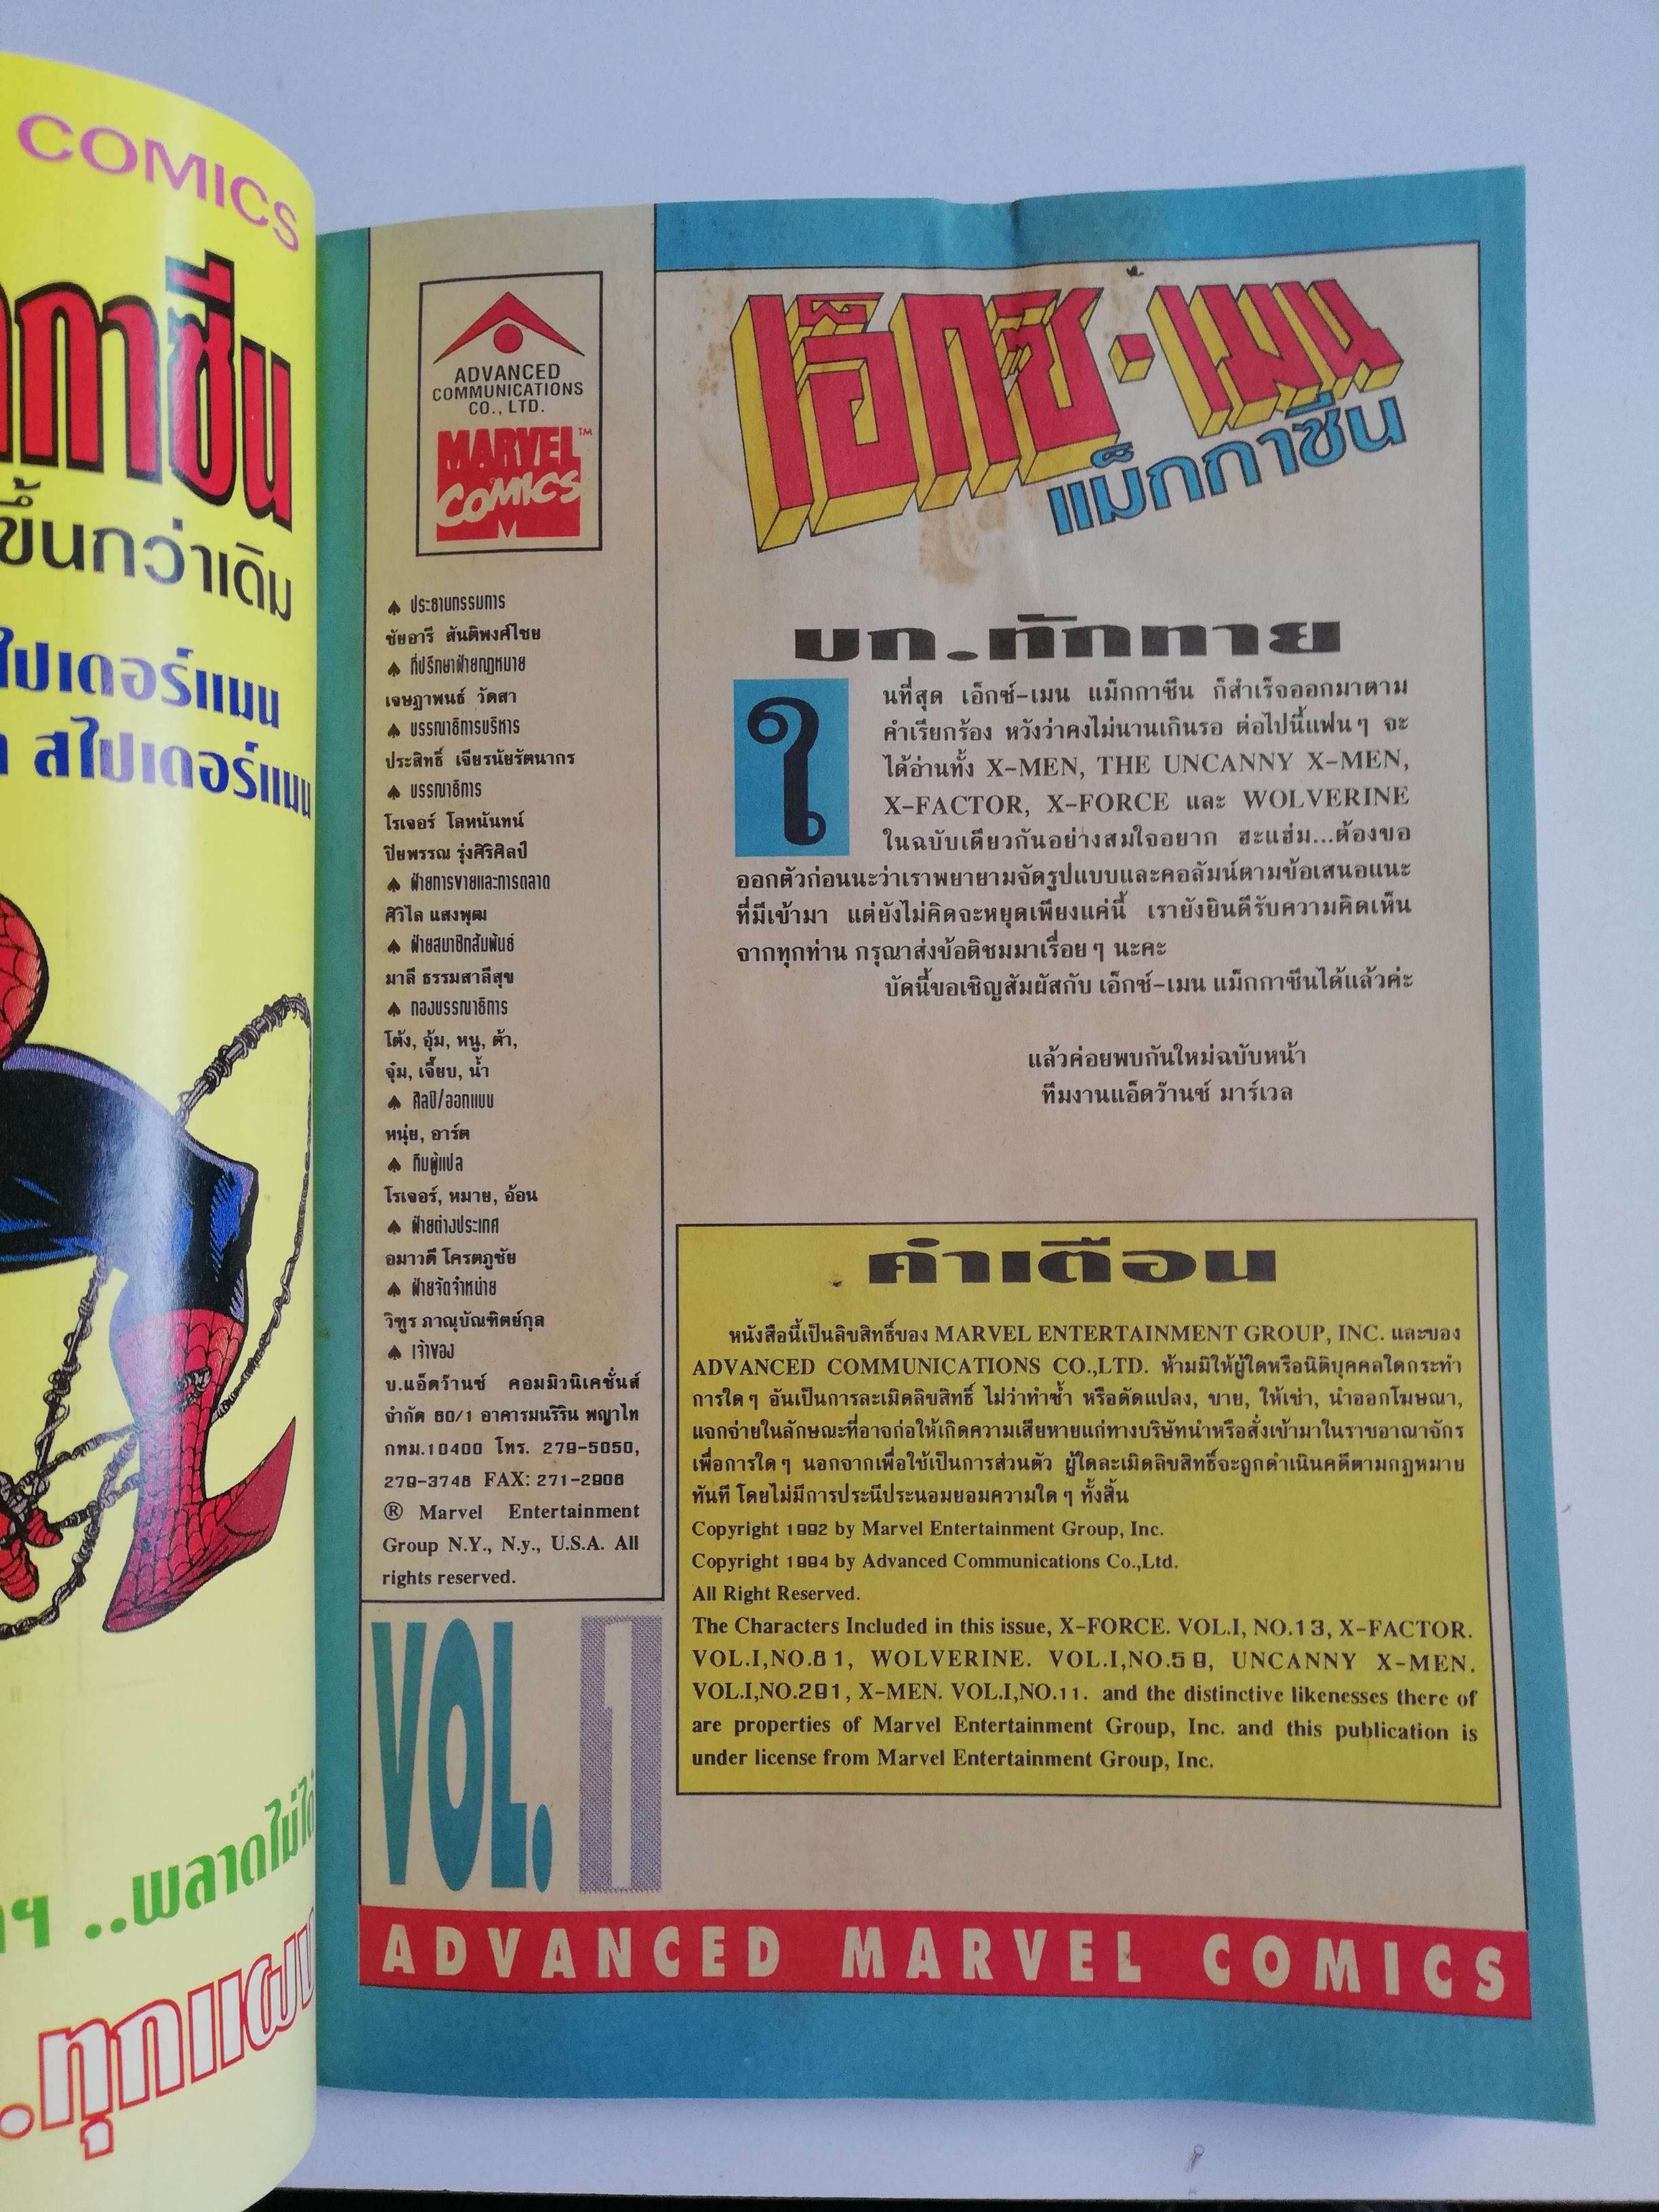 COMICS
กาซีน
ขึ้นกว่าเดิม
ไปเดอร์แมน
สไปเดอร์แมน
..พลาดไม่ได้
ADVANCED
COMMUNICATIONS
CO., LTD.
MARVEL™
COMICS
♠ ประธานกรรมการ
ชัยอารี สันติพงศ์ไชย
♠ ที่ปรึกษาฝ่ายกฎหมาย
เจษฎาพนธ์ วัดสา
♠ บรรณาธิการบริหาร
ประสิทธิ์ เจียรนัยรัตนากร
♠ บรรณาธิการ
โรเจอร์ โลหนันทน์
ปิยพรรณ รุ่งศิริศิลป์
♠ ฝ่ายการขายและการตลาด
ศิวิไล แสงพุฒ
♠ ฝ่ายสมาชิกสัมพันธ์
มาลี ธรรมสาลีสุข
♠ กองบรรณาธิการ
โต้ง, อุ้ม, หนู, ต้า,
จุ๋ม, เจี๊ยบ, น้ำ
♠ ศิลป์/ออกแบบ
หนุ่ย, อาร์ต
♠ ทีมผู้แปล
โรเจอร์, หมาย, อ้อน
♠ ฝ่ายต่างประเทศ
อมาวดี โครตภูชัย
♠ ฝ่ายจัดจำหน่าย
วิฑูร ภาณุบัณฑิตย์กุล
♠ เจ้าของ
บ.แอ็ดว๊านซ์ คอมมิวนิเคชั่นส์
จำกัด 60/1 อาคารมนริริน พญาไท
กทม.10400 โทร. 279-5050,
279-3748 FAX: 271-2906
® Marvel Entertainment
Group N.Y., N.y., U.S.A. All
rights reserved.
VOL. 1
เอ็กซ์·เมน
แม็กกาซีน
บก.ทักทาย
ในที่สุด เอ็กซ์-เมน แม็กกาซีน ก็สำเร็จออกมาตาม
คำเรียกร้อง หวังว่าคงไม่นานเกินรอ ต่อไปนี้แฟนๆ จะ
ได้อ่านทั้ง X-MEN, THE UNCANNY X-MEN,
X-FACTOR, X-FORCE และ WOLVERINE
ในฉบับเดียวกันอย่างสมใจอยาก ฮะแฮ่ม...ต้องขอ
ออกตัวก่อนนะว่าเราพยายามจัดรูปแบบและคอลัมน์ตามข้อเสนอแนะ
ที่มีเข้ามา แต่ยังไม่คิดจะหยุดเพียงแค่นี้ เรายังยินดีรับความคิดเห็น
จากทุกท่าน กรุณาส่งข้อติชมมาเรื่อยๆ นะคะ
บัดนี้ขอเชิญสัมผัสกับ เอ็กซ์-เมน แม็กกาซีนได้แล้วค่ะ
แล้วค่อยพบกันใหม่ฉบับหน้า
ทีมงานแอ็ดว๊านซ์ มาร์เวล
คำเตือน
หนังสือนี้เป็นลิขสิทธิ์ของ MARVEL ENTERTAINMENT GROUP, INC. และของ
ADVANCED COMMUNICATIONS CO.,LTD. ห้ามมิให้ผู้ใดหรือนิติบุคคลใดกระทำ
การใดๆ อันเป็นการละเมิดลิขสิทธิ์ ไม่ว่าทำซ้ำ หรือดัดแปลง, ขาย, ให้เช่า, นำออกโฆษณา,
แจกจ่ายในลักษณะที่อาจก่อให้เกิดความเสียหายแก่ทางบริษัทนำหรือสั่งเข้ามาในราชอาณาจักร
เพื่อการใดๆ นอกจากเพื่อใช้เป็นการส่วนตัว ผู้ใดละเมิดลิขสิทธิ์จะถูกดำเนินคดีตามกฎหมาย
ทันที โดยไม่มีการประนีประนอมยอมความใดๆ ทั้งสิ้น
Copyright 1992 by Marvel Entertainment Group, Inc.
Copyright 1994 by Advanced Communications Co.,Ltd.
All Right Reserved.
The Characters Included in this issue, X-FORCE. VOL.I, NO.13, X-FACTOR.
VOL.I,NO.81, WOLVERINE. VOL.I,NO.59, UNCANNY X-MEN.
VOL.I,NO.291, X-MEN. VOL.I,NO.11. and the distinctive likenesses there of
are properties of Marvel Entertainment Group, Inc. and this publication is
under license from Marvel Entertainment Group, Inc.
ADVANCED MARVEL COMICS